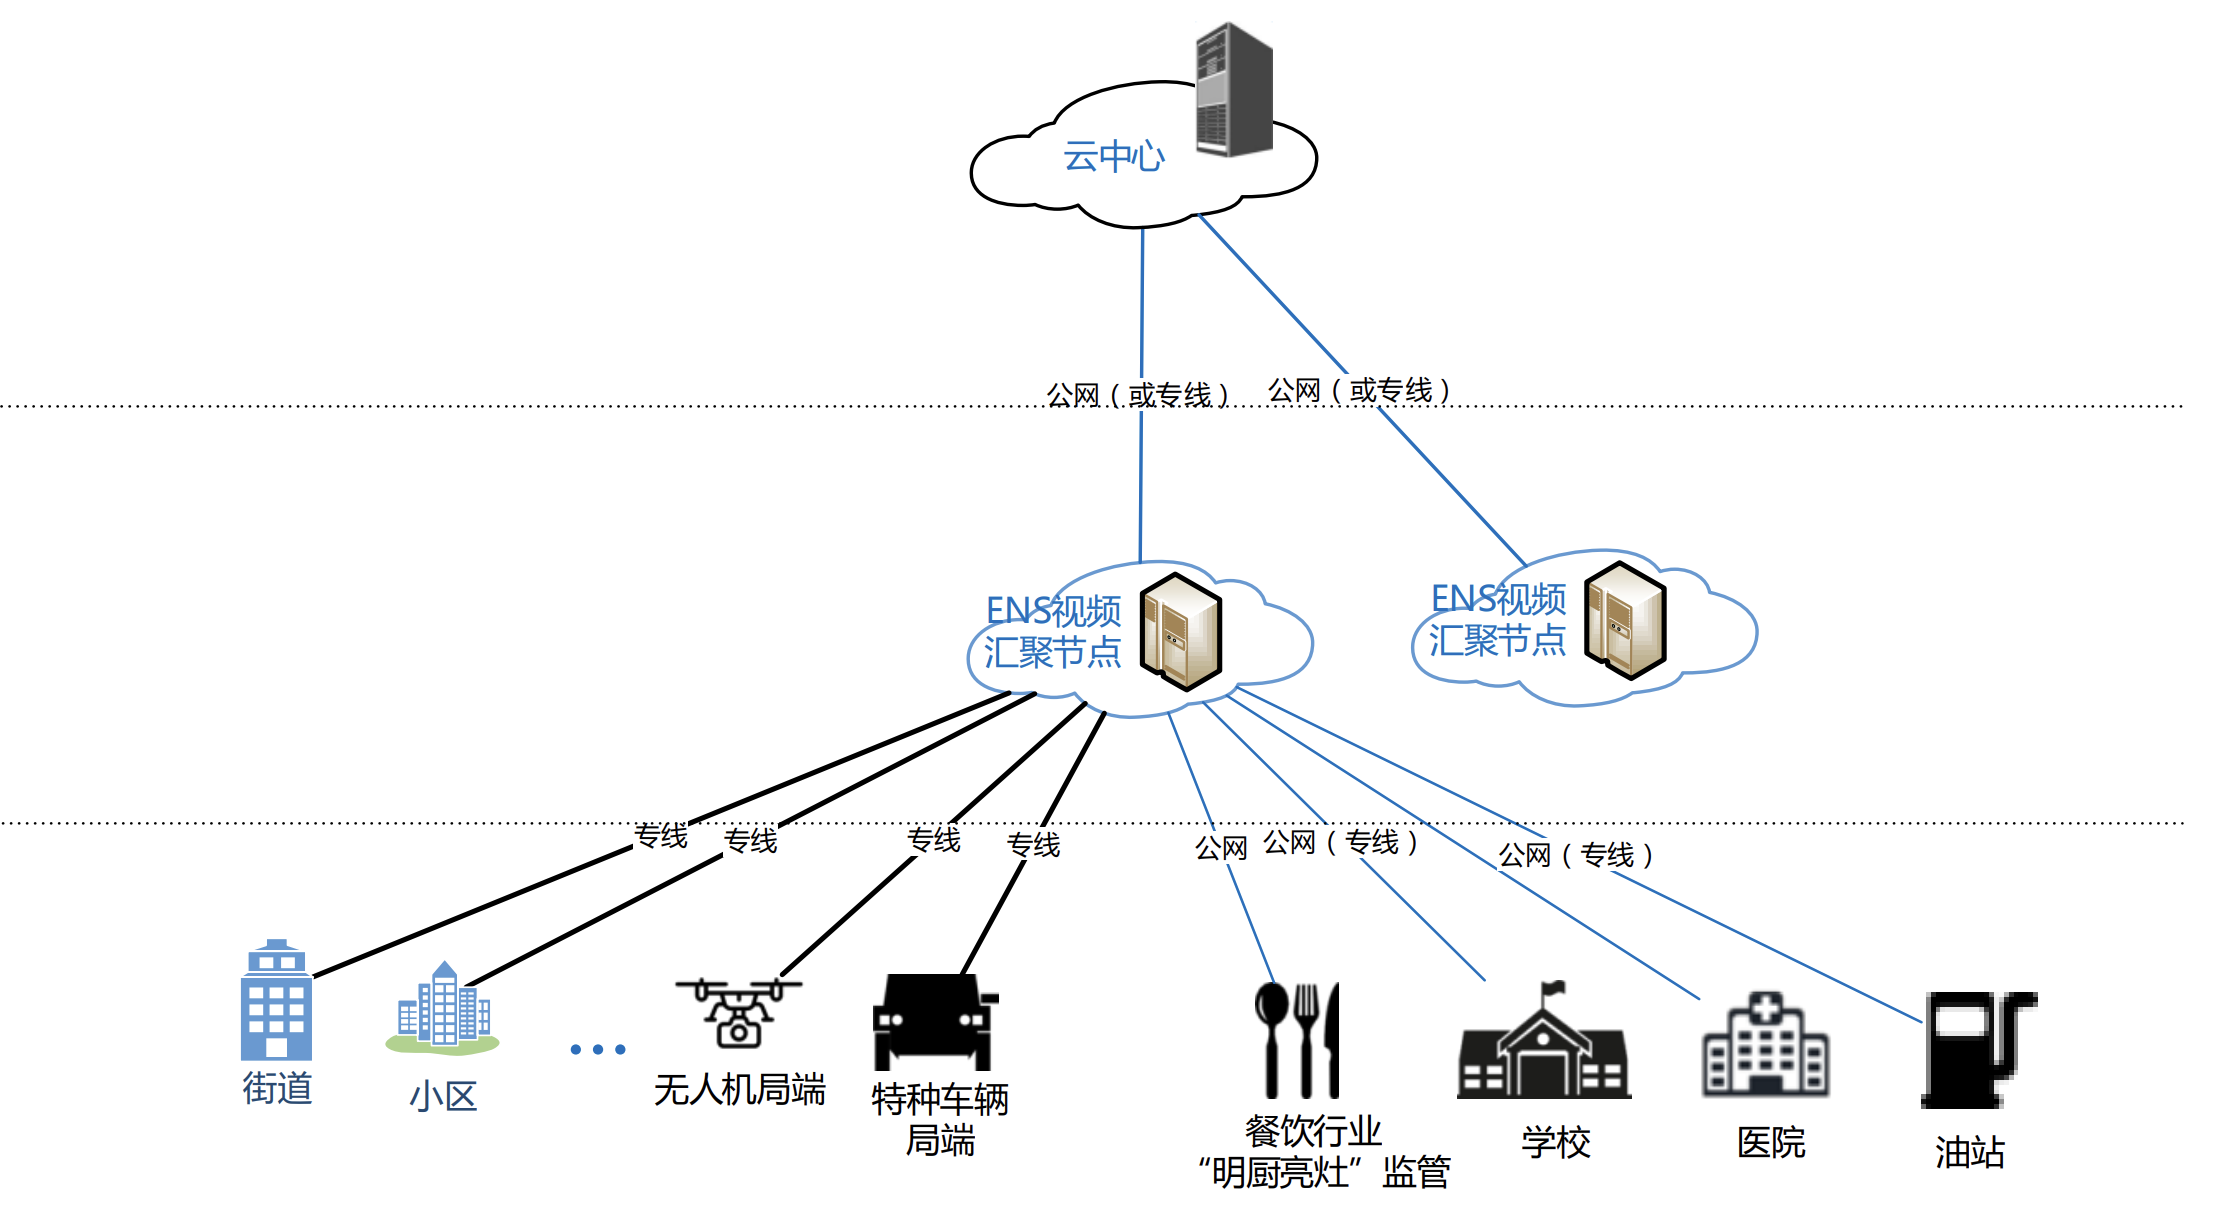 云中心
公网（或专线）
公网（或专线）
ENS视频
汇聚节点
ENS视频
汇聚节点
专线
专线
专线
专线
公网
公网（专线）
公网（专线）
街道
小区
无人机局端
特种车辆
局端
餐饮行业
“明厨亮灶”监管
学校
医院
油站